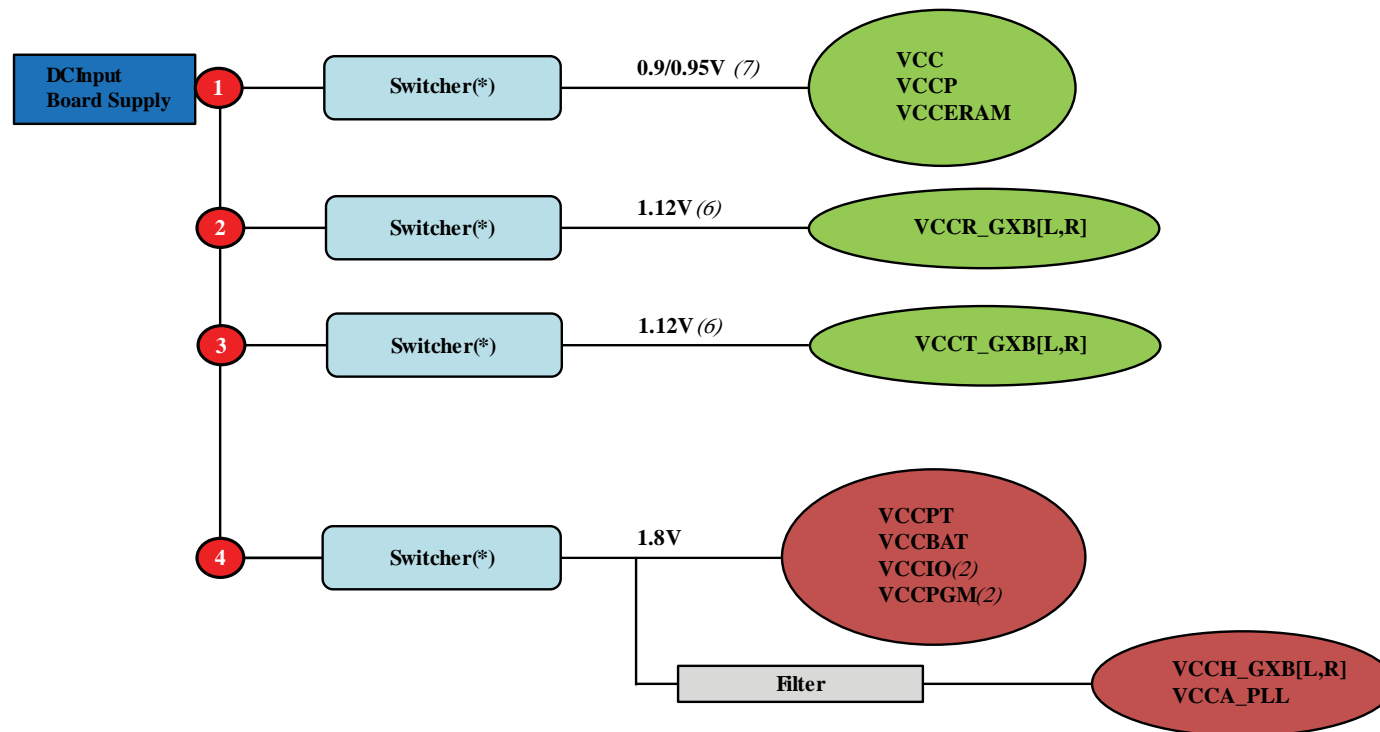 DCInput
Board Supply
1
Switcher(*)
0.9/0.95V (7)
VCC
VCCP
VCCERAM
2
Switcher(*)
1.12V (6)
VCCR_GXB[L,R]
3
Switcher(*)
1.12V (6)
VCCT_GXB[L,R]
4
Switcher(*)
1.8V
VCCPT
VCCBAT
VCCIO(2)
VCCPGM(2)
Filter
VCCH_GXB[L,R]
VCCA_PLL